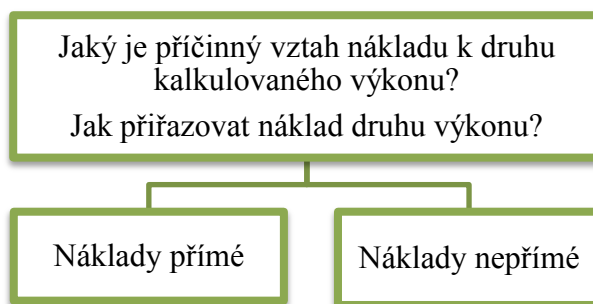 Jaký je příčinný vztah nákladu k druhu
kalkulovaného výkonu?
Jak přiřazovat náklad druhu výkonu?
Náklady přímé
Náklady nepřímé